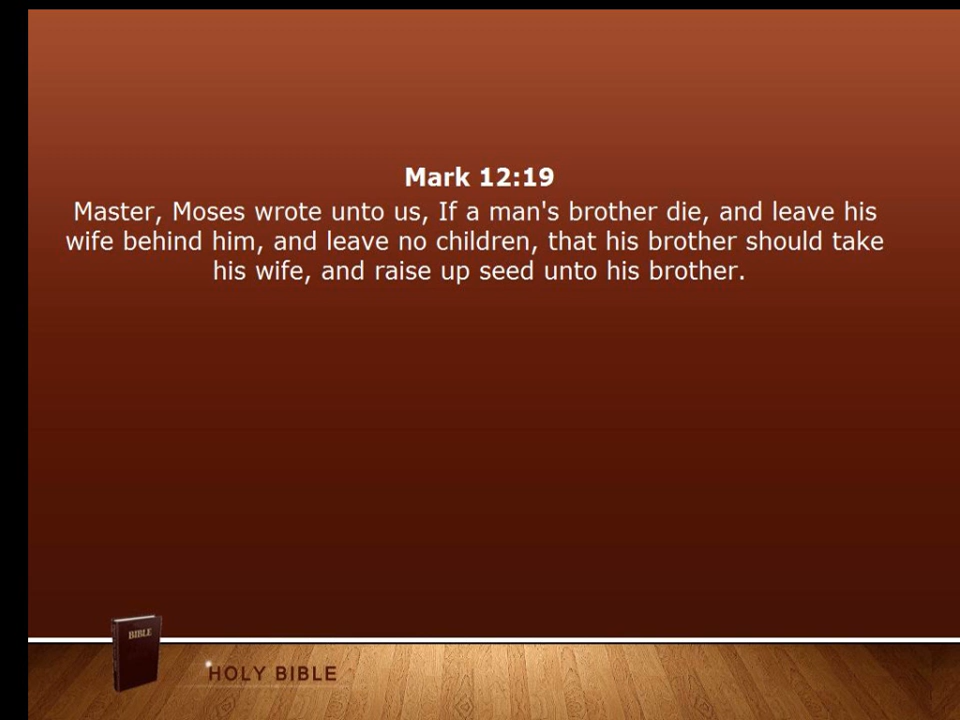 Mark 12:19
Master, Moses wrote unto us, If a man's brother die, and leave his
wife behind him, and leave no children, that his brother should take
his wife, and raise up seed unto his brother.
BIBLE
HOLY BIBLE